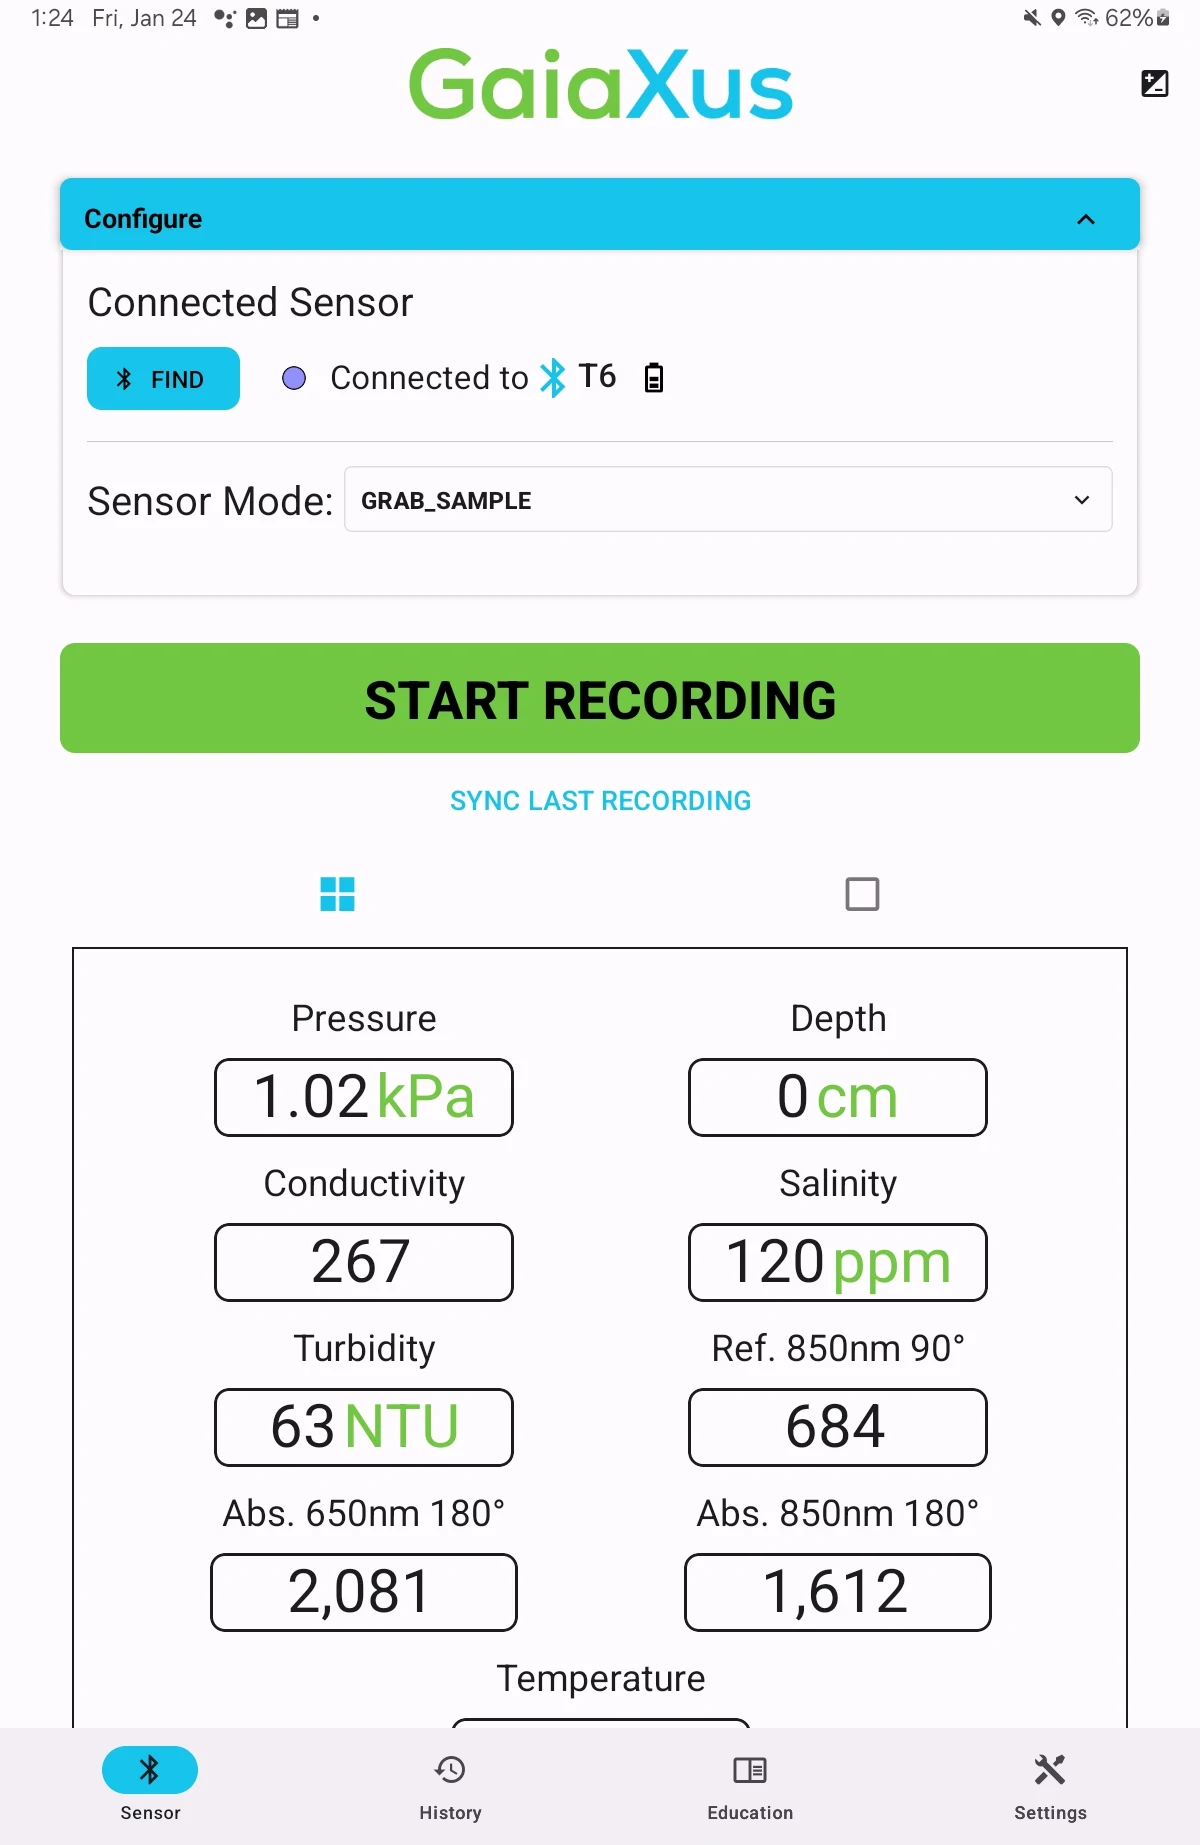 1:24 Fri, Jan 24 62%
GaiaXus
Configure
Connected Sensor
FIND Connected to T6
Sensor Mode: GRAB_SAMPLE
START RECORDING
SYNC LAST RECORDING
Pressure Depth
1.02 kPa 0 cm
Conductivity Salinity
267 120 ppm
Turbidity Ref. 850nm 90°
63 NTU 684
Abs. 650nm 180° Abs. 850nm 180°
2,081 1,612
Temperature
Sensor History Education Settings